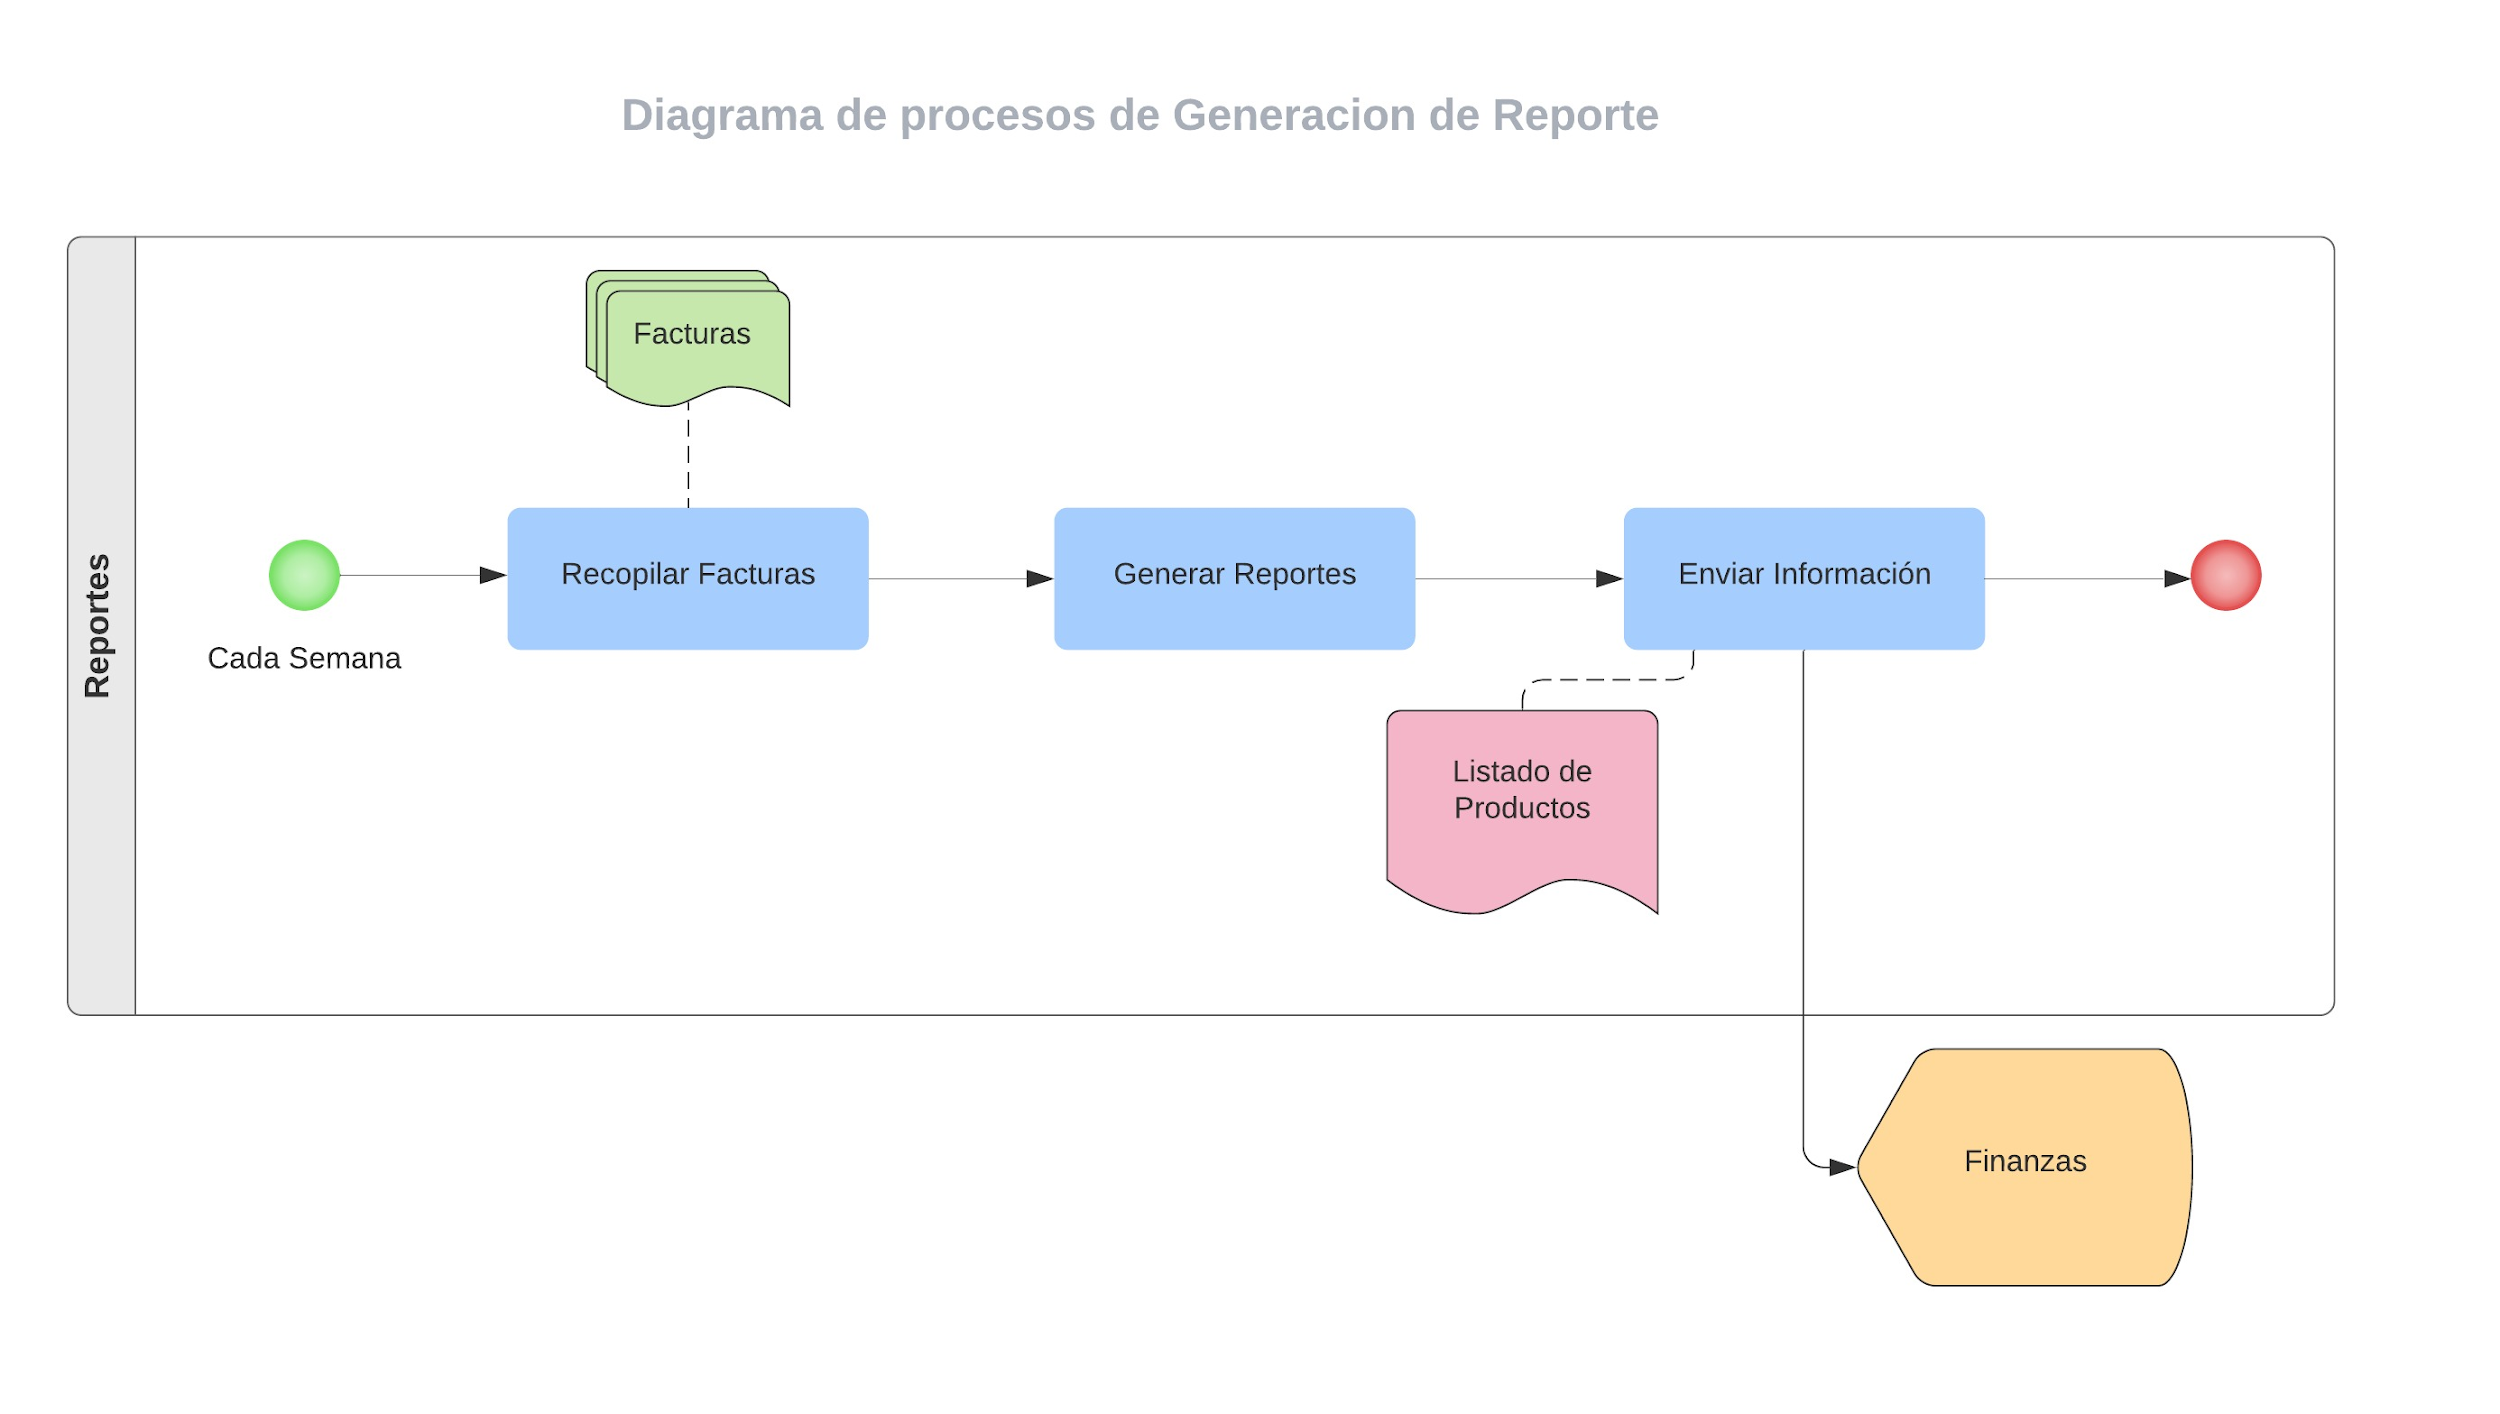 Diagrama de procesos de Generacion de Reporte
Reportes
Facturas
Cada Semana
Recopilar Facturas
Generar Reportes
Enviar Información
Listado de
Productos
Finanzas